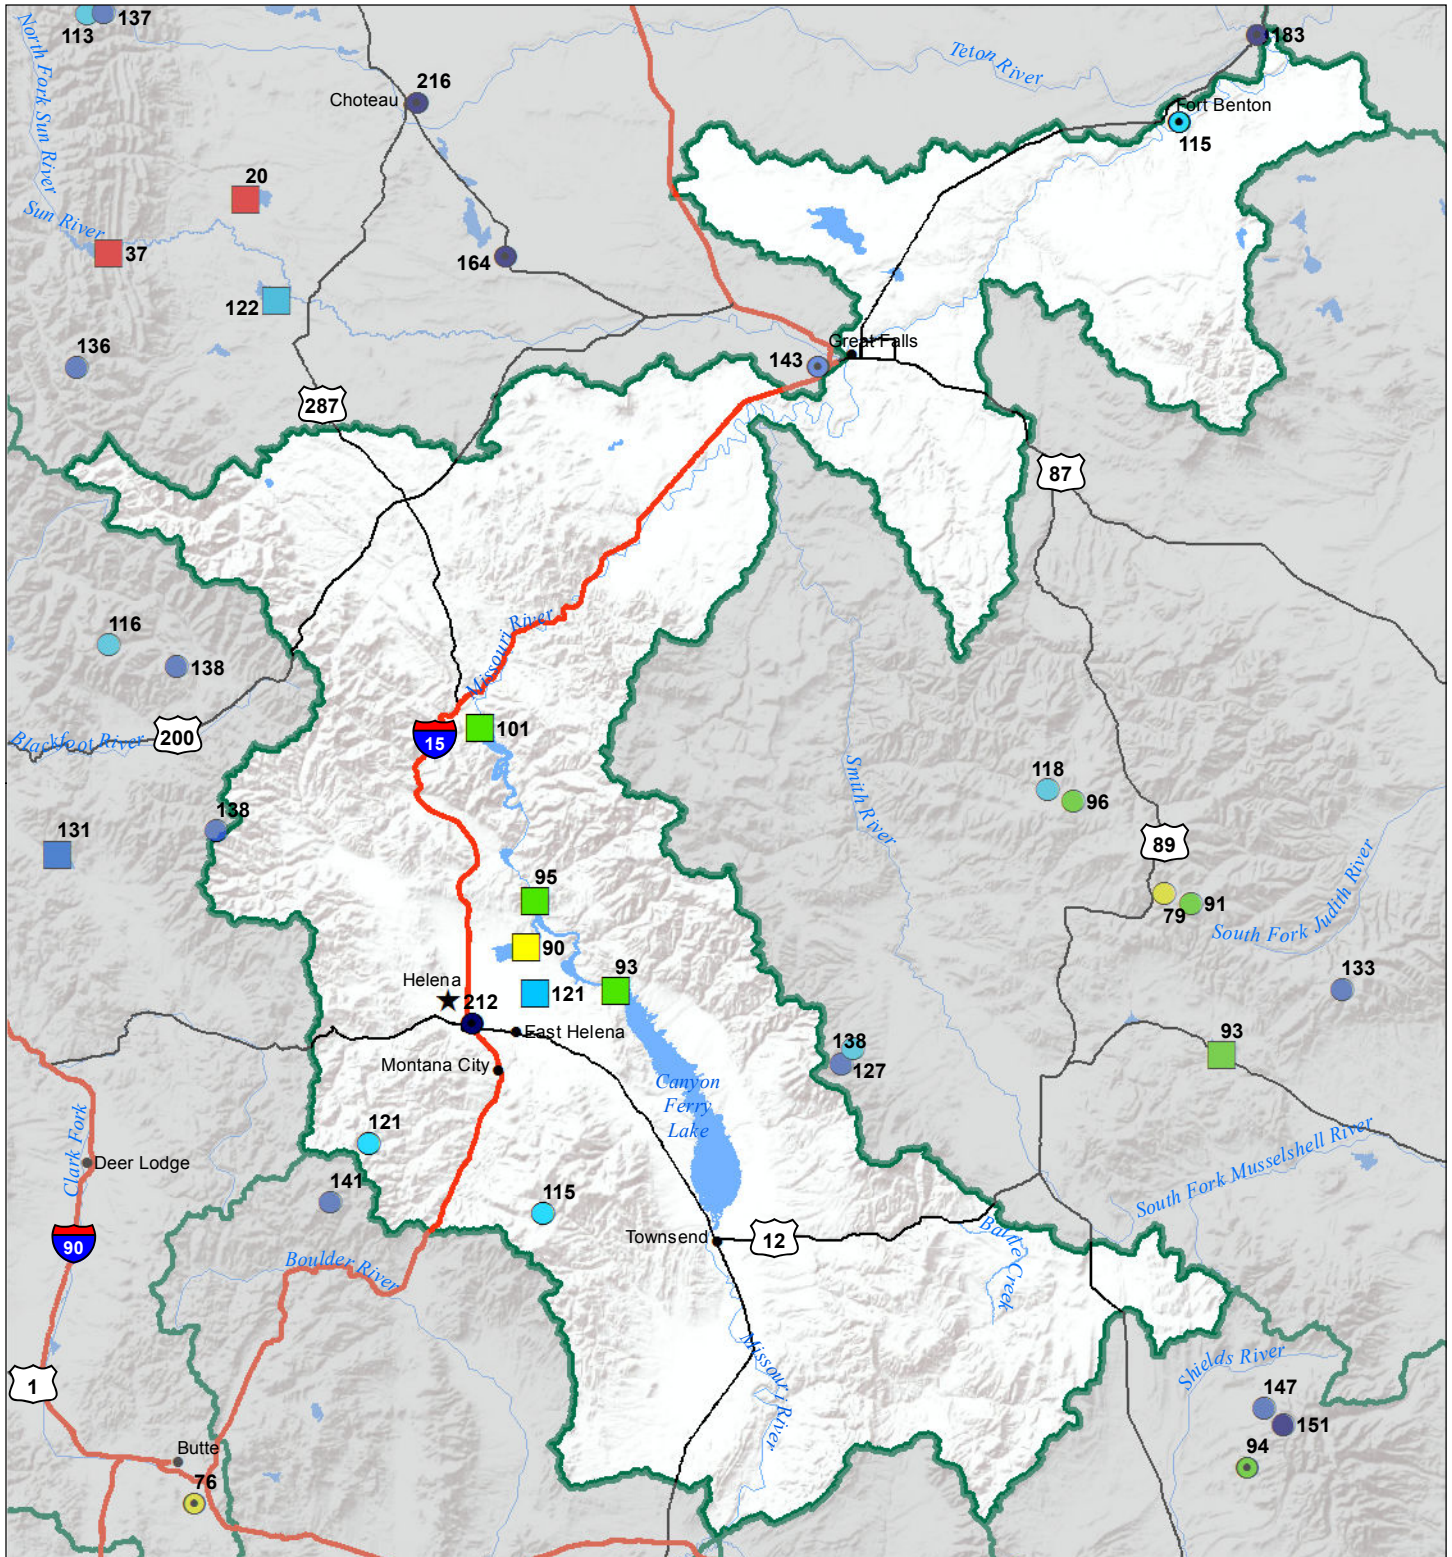 137
113
North Fork Sun River
183
Teton River
216
Choteau
Fort Benton
115
20
Sun River
37
164
122
136
143
Great Falls
287
87
116
138
Missouri River
Blackfoot River
200
15
101
Smith River
118
96
138
131
89
95
79
91
South Fork Judith River
90
93
133
Helena
212
121
East Helena
138
127
93
Montana City
Canyon
Ferry
Lake
Clark Fork
121
Deer Lodge
South Fork Musselshell River
141
115
90
Townsend
12
Boulder River
Missouri River
Shields River
1
147
151
Butte
94
76